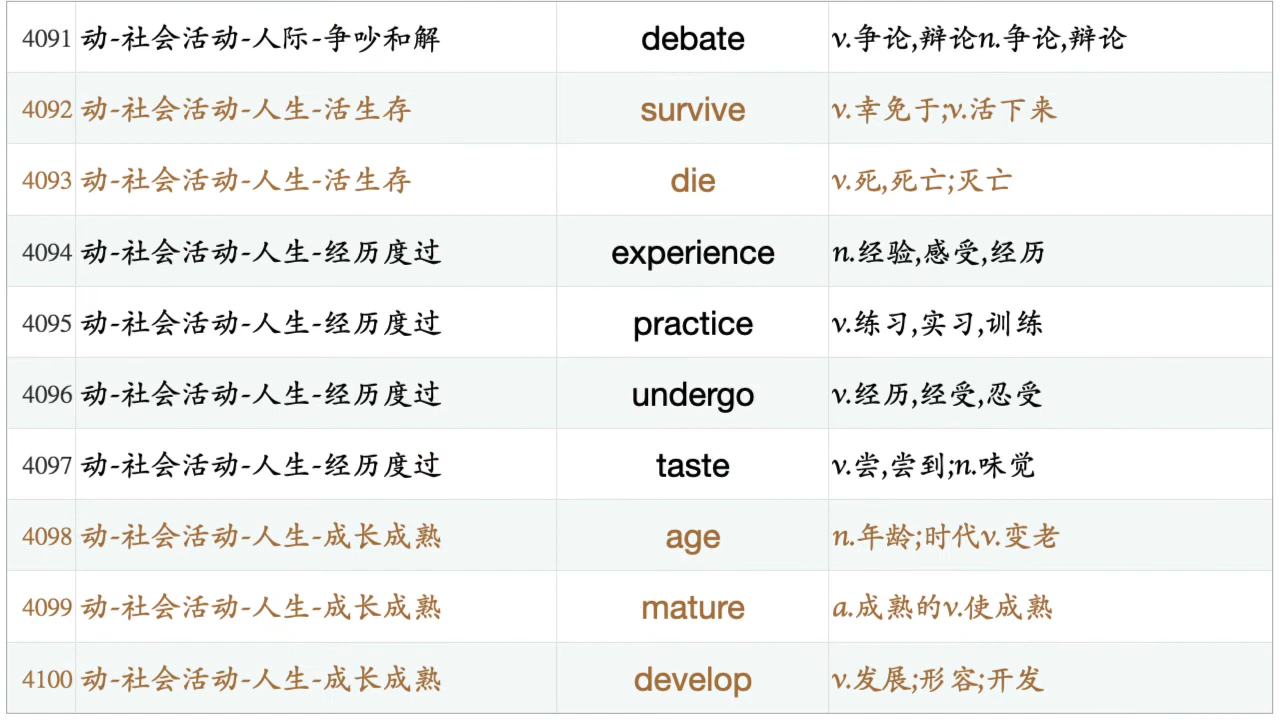 4091 动-社会活动-人际-争吵和解 debate v.争论,辩论n.争论,辩论
4092 动-社会活动-人生-活生存 survive v.幸免于;v.活下来
4093 动-社会活动-人生-活生存 die v.死,死亡;灭亡
4094 动-社会活动-人生-经历度过 experience n.经验,感受,经历
4095 动-社会活动-人生-经历度过 practice v.练习,实习,训练
4096 动-社会活动-人生-经历度过 undergo v.经历,经受,忍受
4097 动-社会活动-人生-经历度过 taste v.尝,尝到;n.味觉
4098 动-社会活动-人生-成长成熟 age n.年龄;时代v.变老
4099 动-社会活动-人生-成长成熟 mature a.成熟的v.使成熟
4100 动-社会活动-人生-成长成熟 develop v.发展;形容;开发